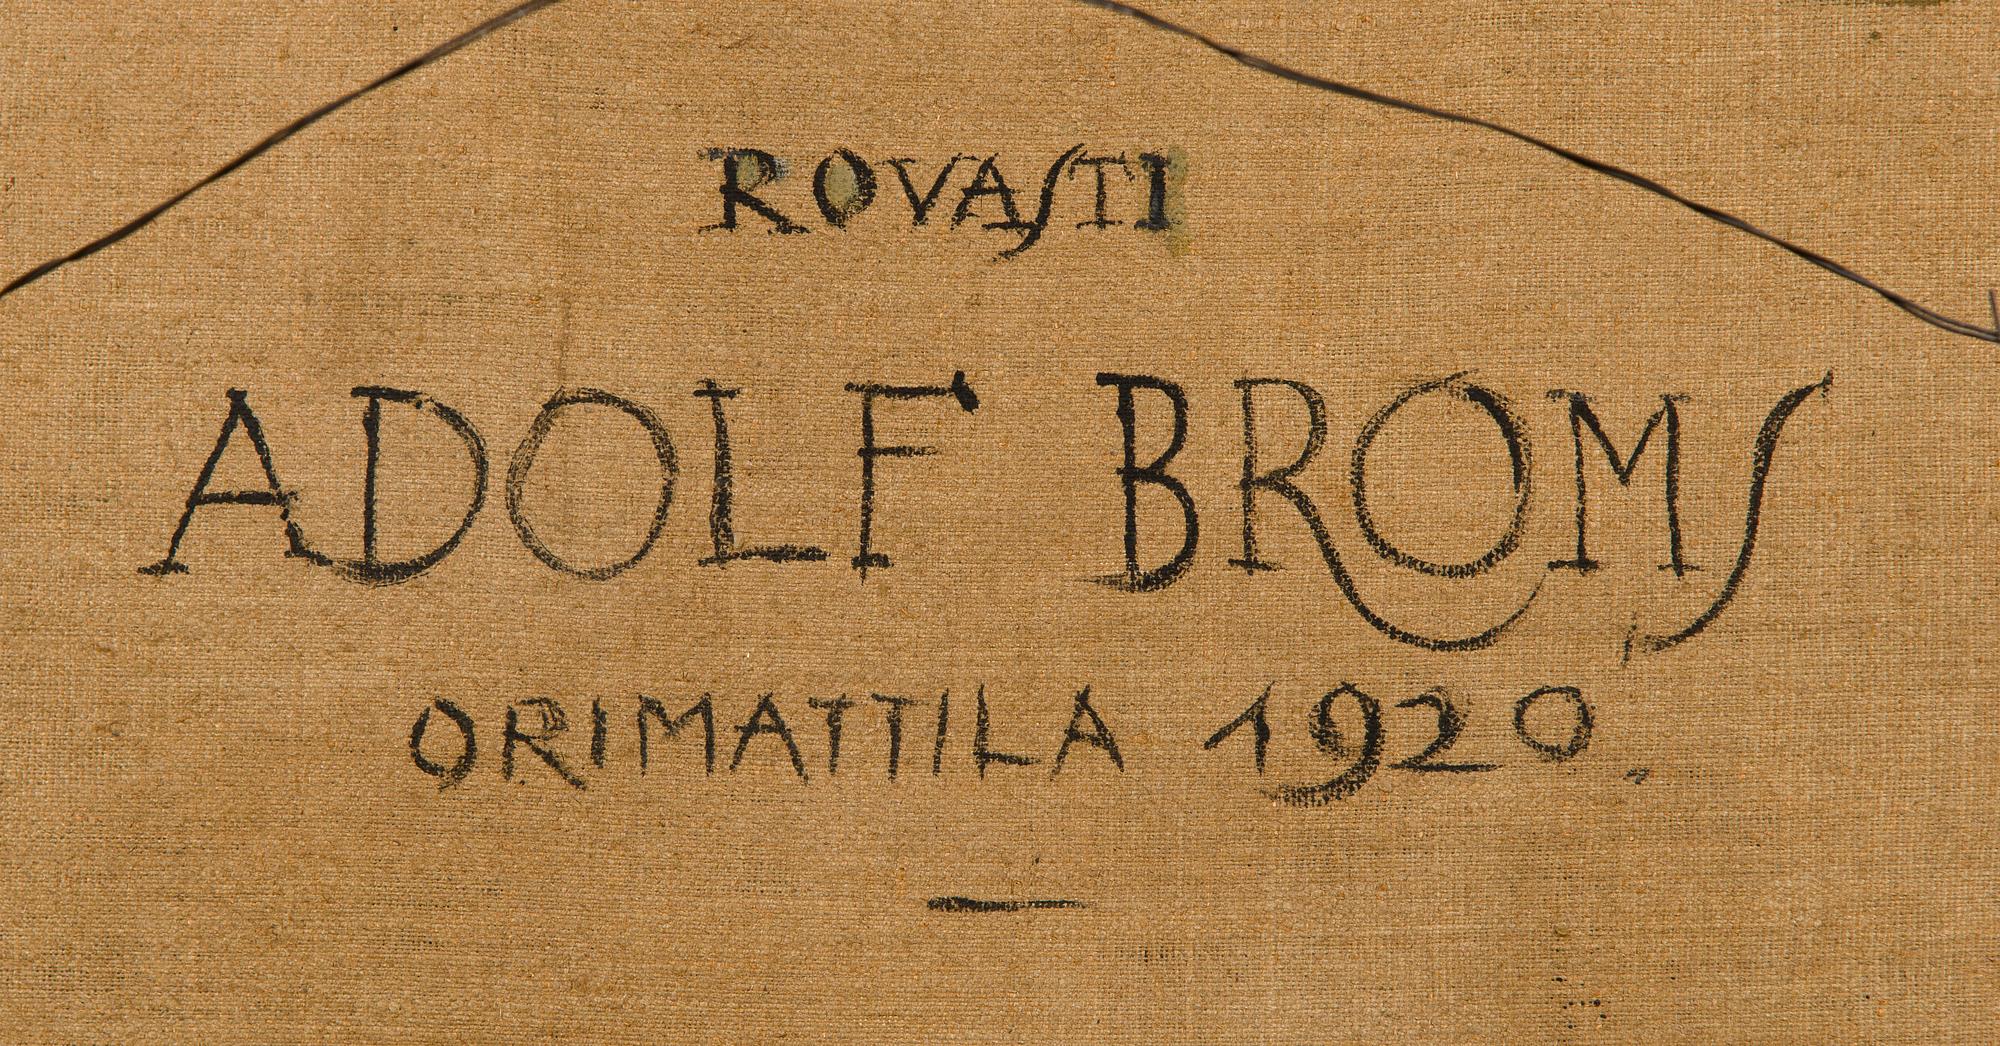 ROVASTI
ADOLF BROMS
ORIMATTILA 1920.